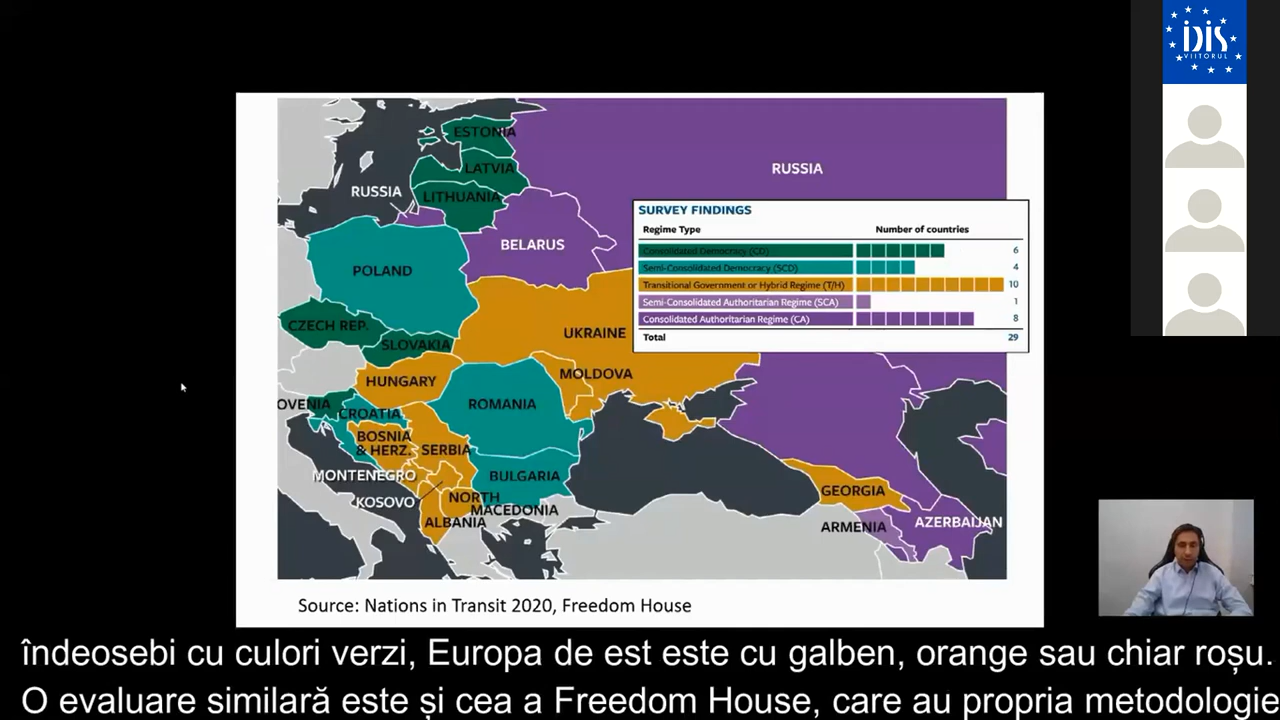 iDiS
VIITORUL
ESTONIA
LATVIA
RUSSIA
RUSSIA
LITHUANIA
SURVEY FINDINGS
Regime Type Number of countries
Consolidated Democracy (CD) 6
Semi-Consolidated Democracy (SCD) 4
Transitional Government or Hybrid Regime (T/H) 10
Semi-Consolidated Authoritarian Regime (SCA) 1
Consolidated Authoritarian Regime (CA) 8
Total 29
BELARUS
POLAND
CZECH REP.
UKRAINE
SLOVAKIA
MOLDOVA
HUNGARY
OVENIA
ROMANIA
CROATIA
BOSNIA
& HERZ.
SERBIA
MONTENEGRO
BULGARIA
KOSOVO
NORTH
MACEDONIA
ALBANIA
GEORGIA
ARMENIA
AZERBAIJAN
Source: Nations in Transit 2020, Freedom House
îndeosebi cu culori verzi, Europa de est este cu galben, orange sau chiar roșu.
O evaluare similară este și cea a Freedom House, care au propria metodologie